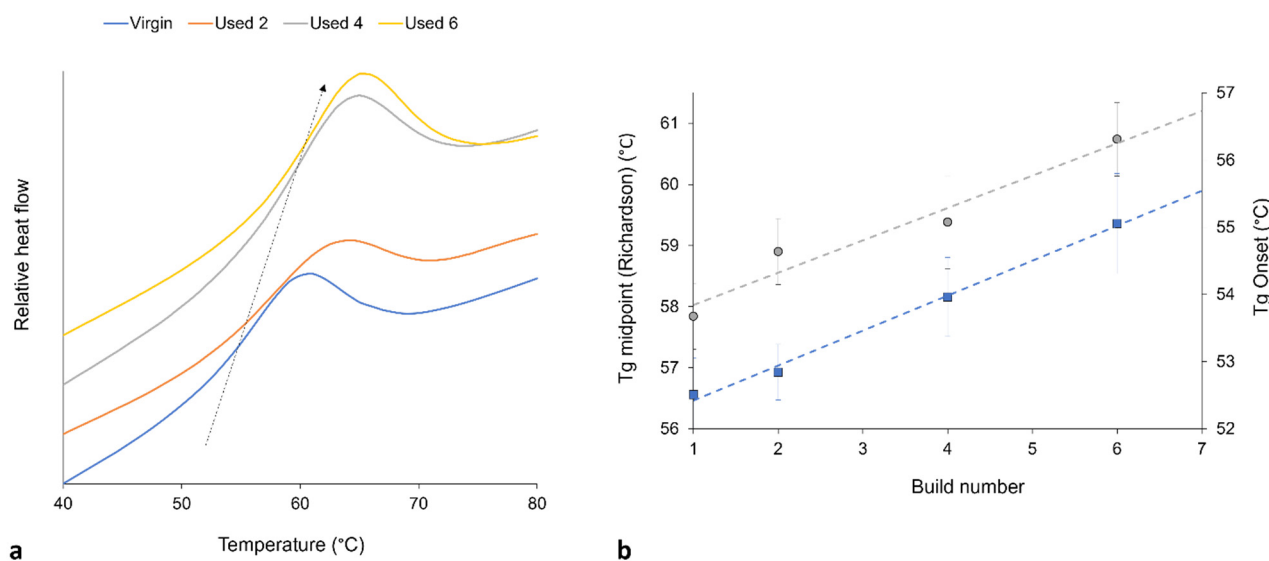 Virgin Used 2 Used 4 Used 6
Relative heat flow
40 50 60 70 80
Temperature (°C)
a
Tg midpoint (Richardson) (°C)
61
60
59
58
57
56
57
56
55
54
53
52
Tg Onset (°C)
1 2 3 4 5 6 7
Build number
b